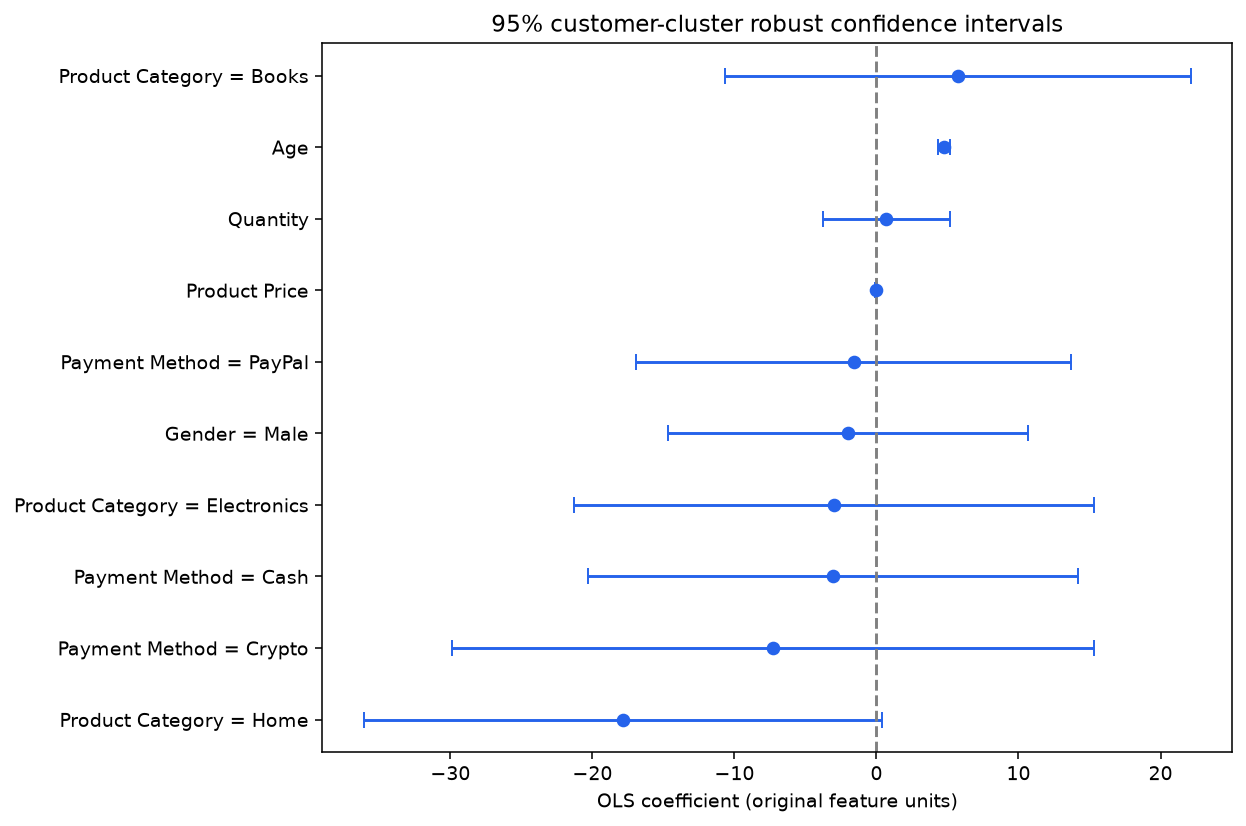 95% customer-cluster robust confidence intervals
Product Category = Books
Age
Quantity
Product Price
Payment Method = PayPal
Gender = Male
Product Category = Electronics
Payment Method = Cash
Payment Method = Crypto
Product Category = Home
−30 −20 −10 0 10 20
OLS coefficient (original feature units)